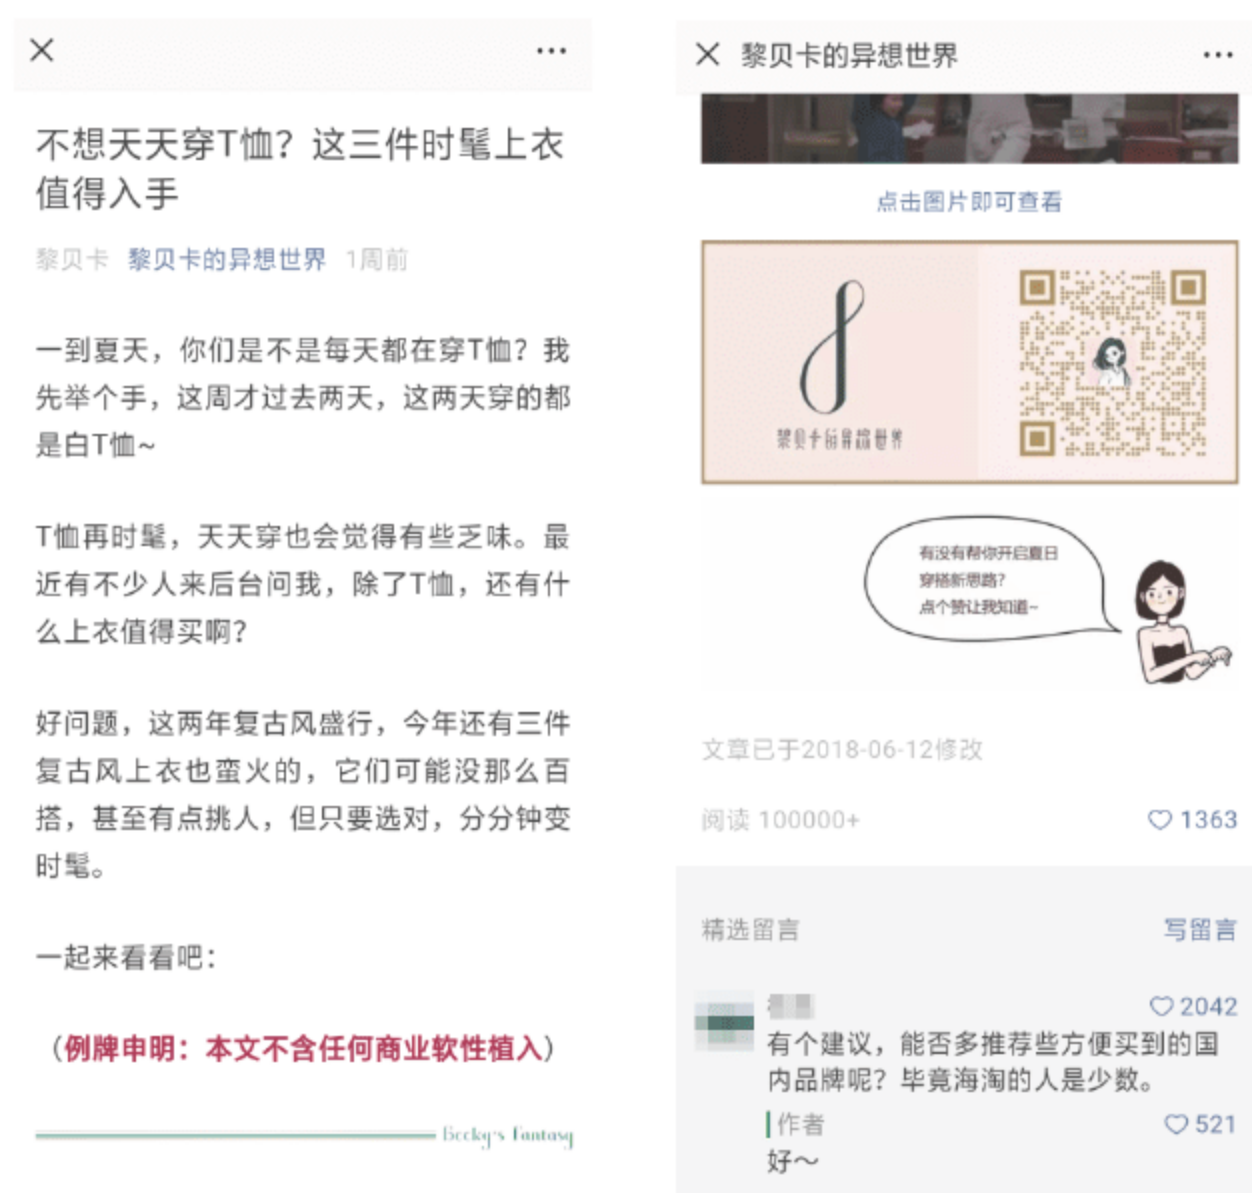 不想天天穿T恤？这三件时髦上衣
值得入手
黎贝卡 黎贝卡的异想世界 1周前
一到夏天，你们是不是每天都在穿T恤？我
先举个手，这周才过去两天，这两天穿的都
是白T恤~
T恤再时髦，天天穿也会觉得有些乏味。最
近有不少人来后台问我，除了T恤，还有什
么上衣值得买啊？
好问题，这两年复古风盛行，今年还有三件
复古风上衣也蛮火的，它们可能没那么百
搭，甚至有点挑人，但只要选对，分分钟变
时髦。
一起来看看吧：
（例牌申明：本文不含任何商业软性植入）
Becky's Fantasy
黎贝卡的异想世界
点击图片即可查看
黎贝卡的异想世界
有没有帮你开启夏日
穿搭新思路？
点个赞让我知道~
文章已于2018-06-12修改
阅读 100000+ 1363
精选留言 写留言
2042
有个建议，能否多推荐些方便买到的国
内品牌呢？毕竟海淘的人是少数。
作者 521
好～